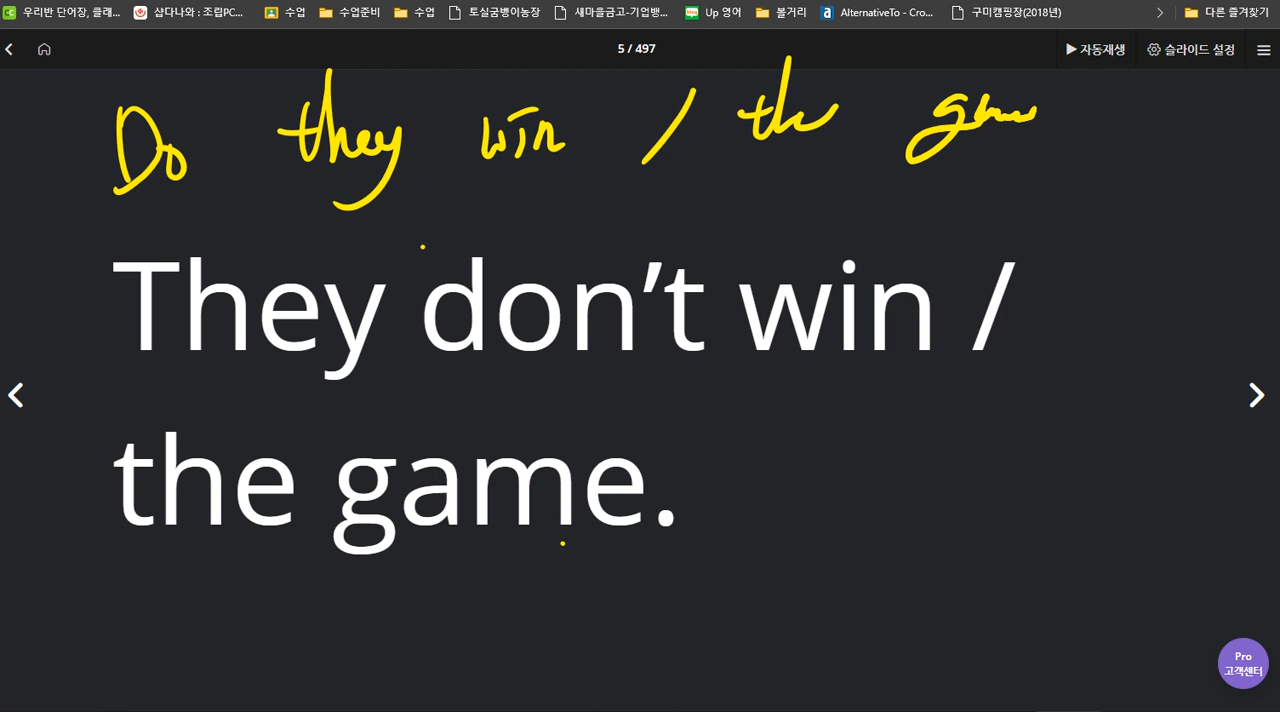 우리반 단어장, 클래... 샵다나와 : 조립PC... 수업 수업준비 수업 토실굼벵이농장 새마을금고-기업뱅... Up 영어 볼거리 AlternativeTo - Cro... 구미캠핑장(2018년) 다른 즐겨찾기
5 / 497 자동재생 슬라이드 설정
Do they win / the game
They don’t win /
the game.
Pro
고객센터